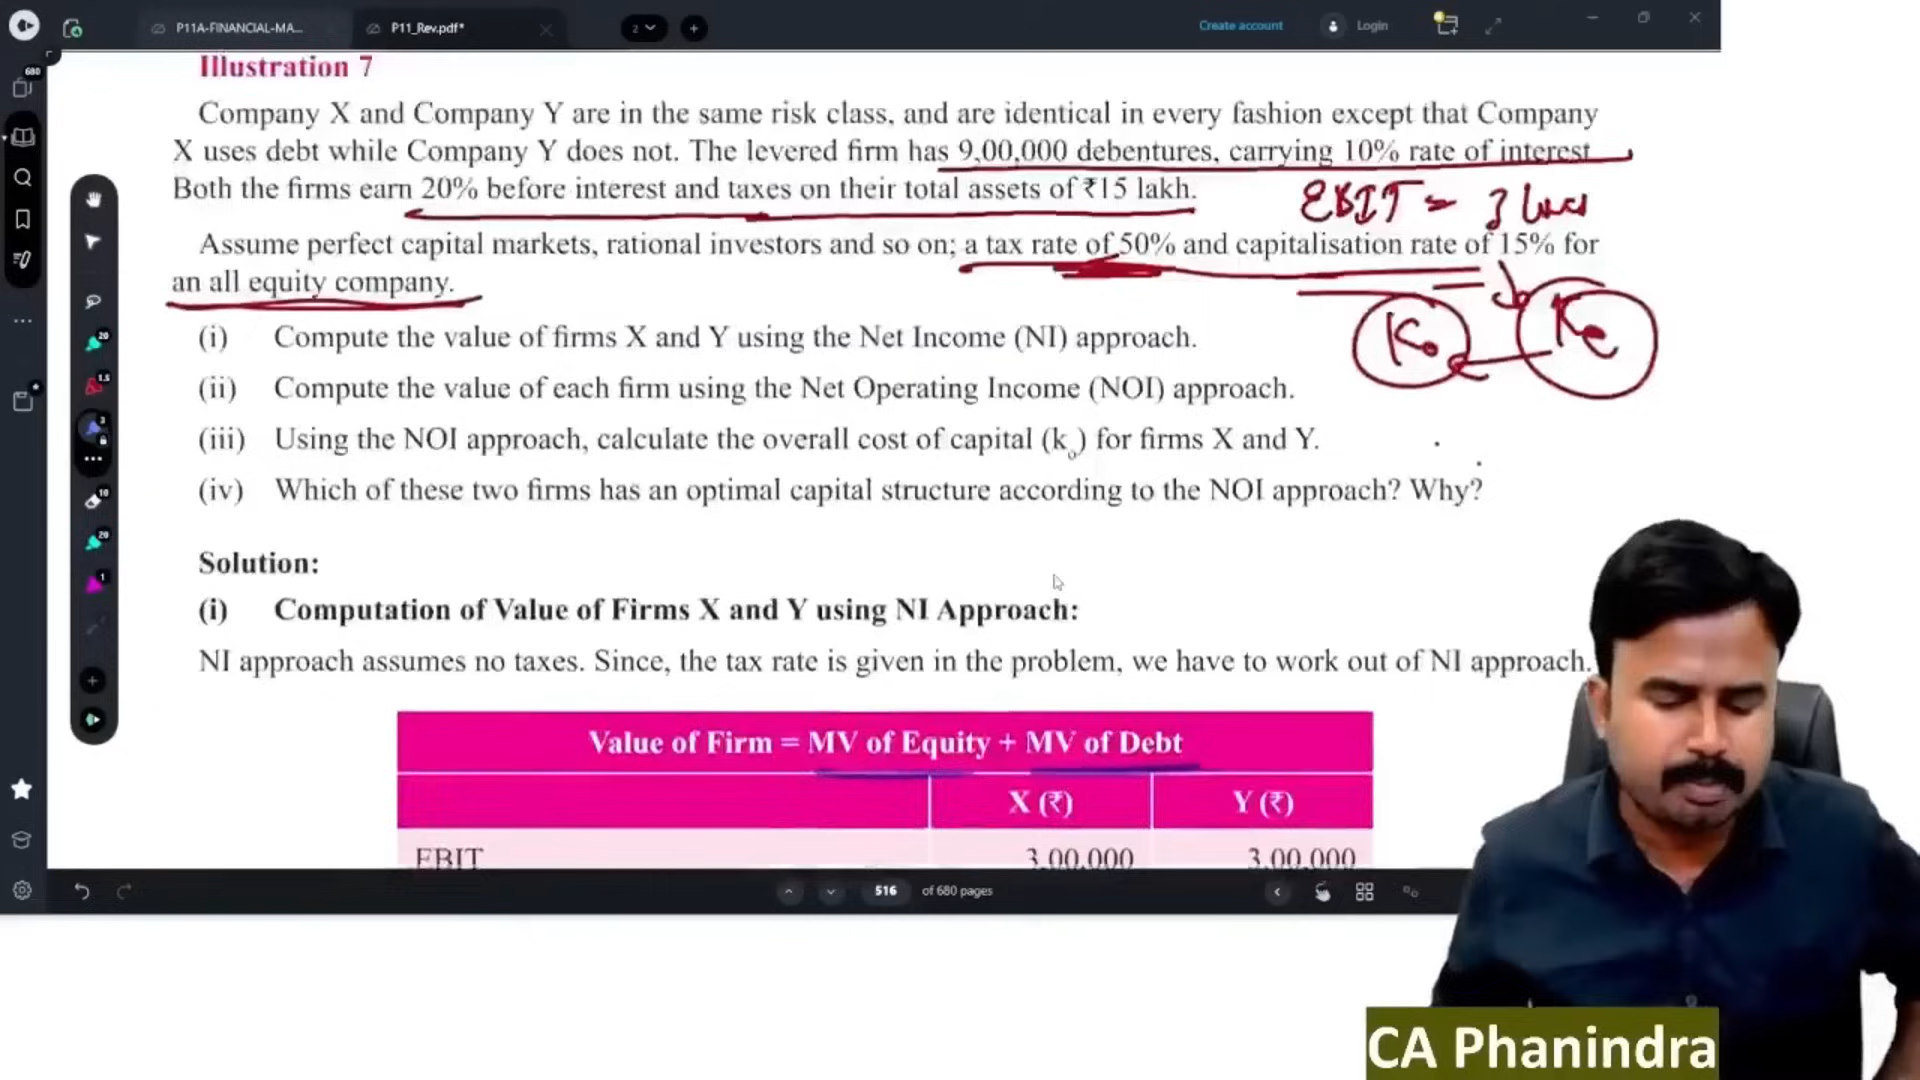 P11A-FINANCIAL-MA...
P11_Rev.pdf*
2
Create account
Login
680
Illustration 7
Company X and Company Y are in the same risk class, and are identical in every fashion except that Company
X uses debt while Company Y does not. The levered firm has 9,00,000 debentures, carrying 10% rate of interest
Both the firms earn 20% before interest and taxes on their total assets of ₹15 lakh.
EBIT =
Assume perfect capital markets, rational investors and so on; a tax rate of 50% and capitalisation rate of 15% for
an all equity company.
Ko
Ke
(i) Compute the value of firms X and Y using the Net Income (NI) approach.
(ii) Compute the value of each firm using the Net Operating Income (NOI) approach.
(iii) Using the NOI approach, calculate the overall cost of capital (ko) for firms X and Y.
(iv) Which of these two firms has an optimal capital structure according to the NOI approach? Why?
Solution:
(i) Computation of Value of Firms X and Y using NI Approach:
NI approach assumes no taxes. Since, the tax rate is given in the problem, we have to work out of NI approach.
Value of Firm = MV of Equity + MV of Debt
X (₹) Y (₹)
EBIT 3,00,000 3,00,000
20
1.5
3
10
20
1
516 of 680 pages
CA Phanindra